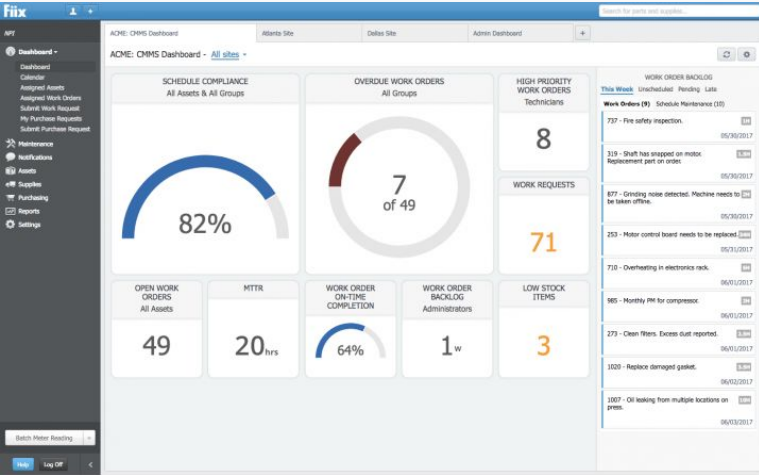 fiix
Search for parts and supplies...
NPI
Dashboard
Dashboard
Calendar
Assigned Assets
Assigned Work Orders
Submit Work Request
My Purchase Requests
Submit Purchase Request
Maintenance
Notifications
Assets
Supplies
Purchasing
Reports
Settings
Batch Meter Reading
Help Log Off <
ACME: CMMS Dashboard Atlanta Site Dallas Site Admin Dashboard +
ACME: CMMS Dashboard - All sites
SCHEDULE COMPLIANCE
All Assets & All Groups
82%
OVERDUE WORK ORDERS
All Groups
7
of 49
HIGH PRIORITY
WORK ORDERS
Technicians
8
WORK REQUESTS
71
OPEN WORK
ORDERS
All Assets
49
MTTR
20hrs
WORK ORDER
ON-TIME
COMPLETION
64%
WORK ORDER
BACKLOG
Administrators
1w
LOW STOCK
ITEMS
3
WORK ORDER BACKLOG
This Week Unscheduled Pending Late
Work Orders (9) Schedule Maintenance (10)
737 - Fire safety inspection.
05/30/2017
319 - Shaft has snapped on motor.
Replacement part on order.
05/30/2017
877 - Grinding noise detected. Machine needs to
be taken offline.
05/30/2017
253 - Motor control board needs to be replaced.
05/31/2017
710 - Overheating in electronics rack.
06/01/2017
985 - Monthly PM for compressor.
06/01/2017
273 - Clean filters. Excess dust reported.
06/01/2017
1020 - Replace damaged gasket.
06/02/2017
1007 - Oil leaking from multiple locations on
press.
06/03/2017